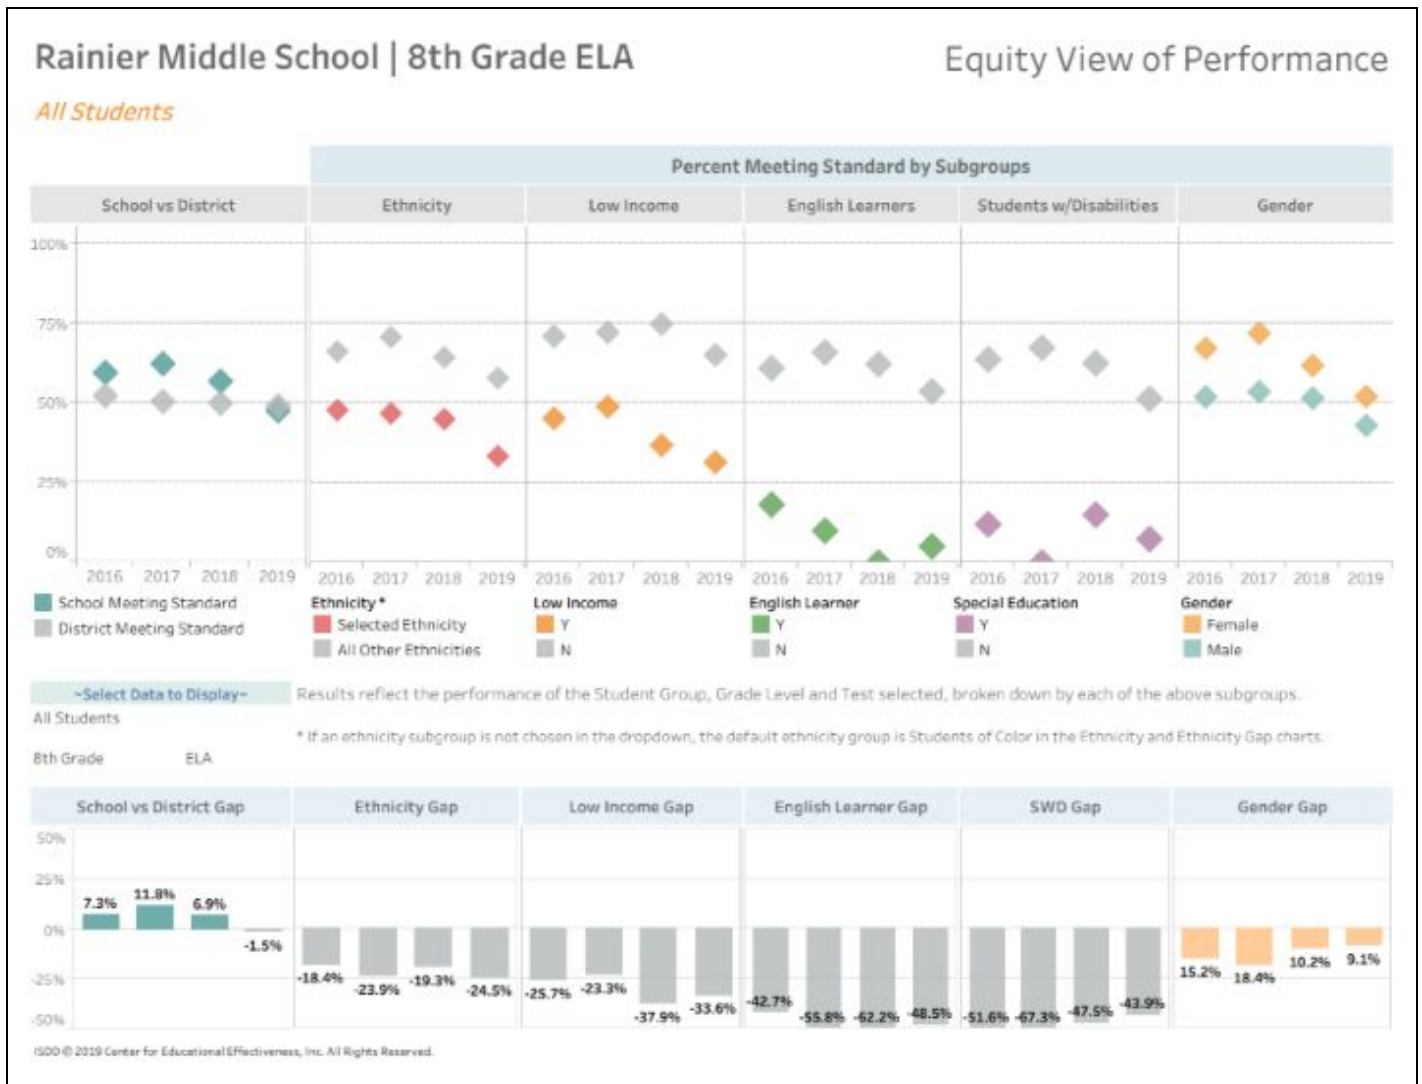 Rainier Middle School | 8th Grade ELA
Equity View of Performance
All Students
Percent Meeting Standard by Subgroups
School vs District
Ethnicity
Low Income
English Learners
Students w/Disabilities
Gender
100%
75%
50%
25%
0%
2016 2017 2018 2019
2016 2017 2018 2019
2016 2017 2018 2019
2016 2017 2018 2019
2016 2017 2018 2019
2016 2017 2018 2019
School Meeting Standard
District Meeting Standard
Ethnicity *
Selected Ethnicity
All Other Ethnicities
Low Income
Y
N
English Learner
Y
N
Special Education
Y
N
Gender
Female
Male
~Select Data to Display~
All Students
8th Grade ELA
Results reflect the performance of the Student Group, Grade Level and Test selected, broken down by each of the above subgroups.
* If an ethnicity subgroup is not chosen in the dropdown, the default ethnicity group is Students of Color in the Ethnicity and Ethnicity Gap charts.
School vs District Gap
Ethnicity Gap
Low Income Gap
English Learner Gap
SWD Gap
Gender Gap
50%
25%
0%
-25%
-50%
7.3% 11.8% 6.9% -1.5%
-18.4% -23.9% -19.3% -24.5%
-25.7% -23.3% -37.9% -33.6%
-42.7% -55.8% -62.2% -48.5%
-51.6% -67.3% -47.5% -43.9%
15.2% 18.4% 10.2% 9.1%
ISDD © 2019 Center for Educational Effectiveness, Inc. All Rights Reserved.